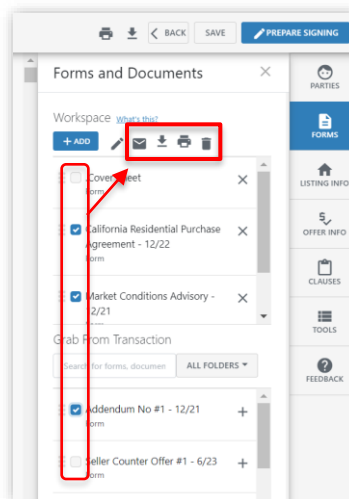 BACK
SAVE
PREPARE SIGNING
Forms and Documents
PARTIES
Workspace What's this?
+ ADD
FORMS
Cover Sheet
Form
LISTING INFO
California Residential Purchase
Agreement - 12/22
Form
OFFER INFO
Market Conditions Advisory -
12/21
Form
CLAUSES
Grab From Transaction
TOOLS
Search for forms, documen
ALL FOLDERS
FEEDBACK
Addendum No #1 - 12/21
Form
Seller Counter Offer #1 - 6/23
Form